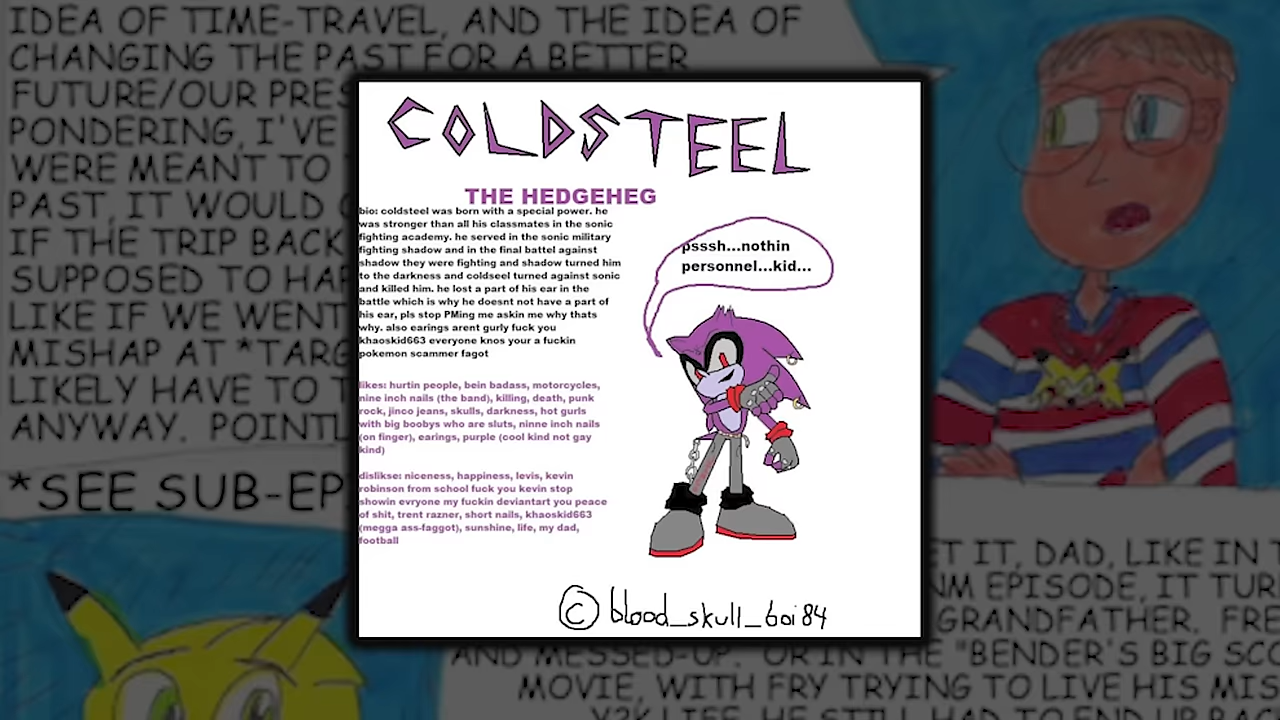 IDEA OF TIME-TRAVEL, AND THE IDEA OF
CHANGING THE PAST FOR A BETTER
FUTURE/OUR PRES
PONDERING, I'VE
WERE MEANT TO
PAST, IT WOULD
IF THE TRIP BACK
SUPPOSED TO HAP
LIKE IF WE WENT
MISHAP AT *TARG
LIKELY HAVE TO T
ANYWAY. POINTL
*SEE SUB-EP
COLDSTEEL
THE HEDGEHEG
bio: coldsteel was born with a special power. he
was stronger than all his classmates in the sonic
fighting academy. he served in the sonic military
fighting shadow and in the final battel against
shadow they were fighting and shadow turned him
to the darkness and coldseel turned against sonic
and killed him. he lost a part of his ear in the
battle which is why he doesnt not have a part of
his ear, pls stop PMing me askin me why thats
why. also earings arent gurly fuck you
khaoskid663 everyone knos your a fuckin
pokemon scammer fagot
likes: hurtin people, bein badass, motorcycles,
nine inch nails (the band), killing, death, punk
rock, jinco jeans, skulls, darkness, hot gurls
with big boobys who are sluts, ninne inch nails
(on finger), earings, purple (cool kind not gay
kind)
dislikse: niceness, happiness, levis, kevin
robinson from school fuck you kevin stop
showin evryone my fuckin deviantart you peace
of shit, trent razner, short nails, khaoskid663
(megga ass-faggot), sunshine, life, my dad,
football
psssh...nothin
personnel...kid...
© blood_skull_boi84
ET IT, DAD, LIKE IN T
NM EPISODE, IT TUR
GRANDFATHER. FRE
AND MESSED-UP. OR IN THE "BENDER'S BIG SCO
MOVIE, WITH FRY TRYING TO LIVE HIS MIS
Y2K LIFE, HE STILL HAD TO END UP BACK